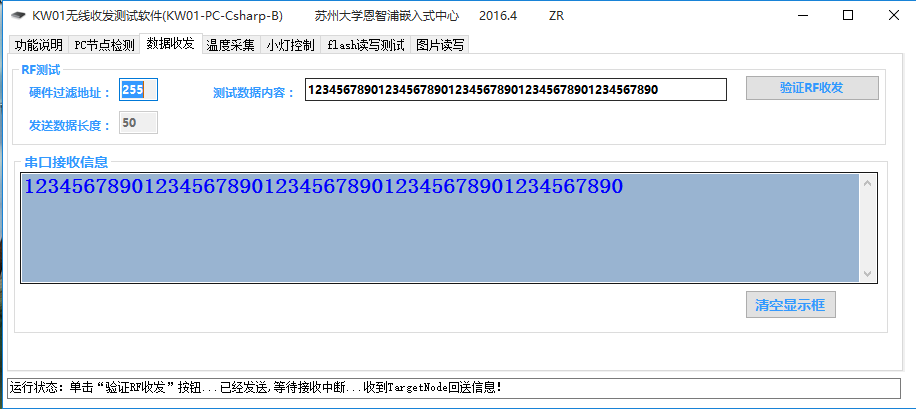 KW01无线收发测试软件(KW01-PC-Csharp-B) 苏州大学恩智浦嵌入式中心 2016.4 ZR
功能说明 PC节点检测 数据收发 温度采集 小灯控制 flash读写测试 图片读写
RF测试
硬件过滤地址： 255 测试数据内容： 12345678901234567890123456789012345678901234567890 验证RF收发
发送数据长度： 50
串口接收信息
12345678901234567890123456789012345678901234567890
清空显示框
运行状态: 单击“验证RF收发”按钮...已经发送,等待接收中断...收到TargetNode回送信息!